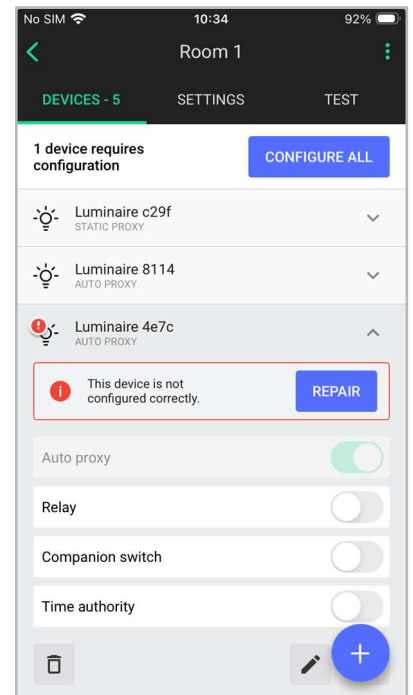 No SIM 10:34 92%
Room 1
DEVICES - 5 SETTINGS TEST
1 device requires
configuration
CONFIGURE ALL
Luminaire c29f
STATIC PROXY
Luminaire 8114
AUTO PROXY
Luminaire 4e7c
AUTO PROXY
This device is not
configured correctly.
REPAIR
Auto proxy
Relay
Companion switch
Time authority